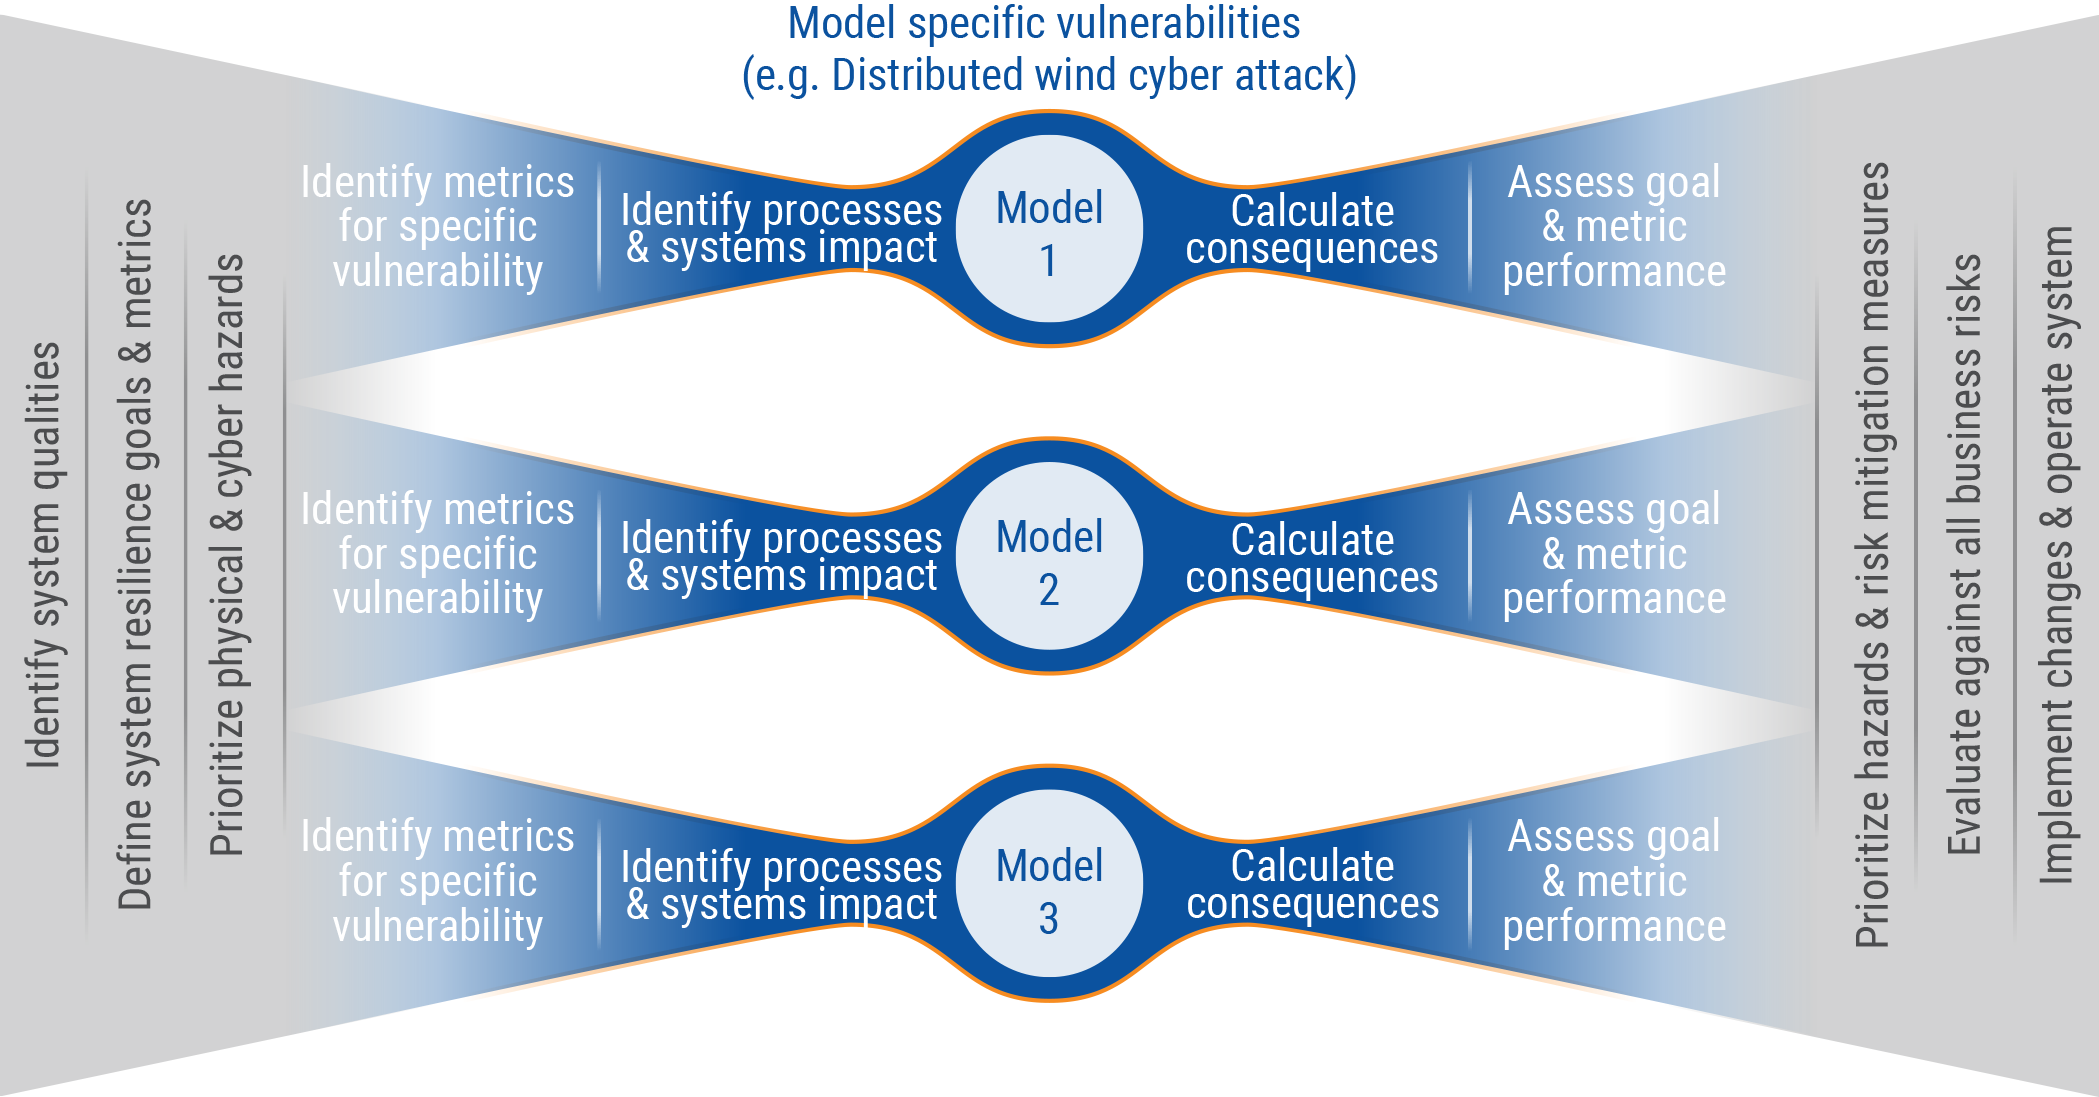 Model specific vulnerabilities
(e.g. Distributed wind cyber attack)
Identify system qualities
Define system resilience goals & metrics
Prioritize physical & cyber hazards
Identify metrics
for specific
vulnerability
Identify processes
& systems impact
Model
1
Calculate
consequences
Assess goal
& metric
performance
Identify metrics
for specific
vulnerability
Identify processes
& systems impact
Model
2
Calculate
consequences
Assess goal
& metric
performance
Identify metrics
for specific
vulnerability
Identify processes
& systems impact
Model
3
Calculate
consequences
Assess goal
& metric
performance
Prioritize hazards & risk mitigation measures
Evaluate against all business risks
Implement changes & operate system